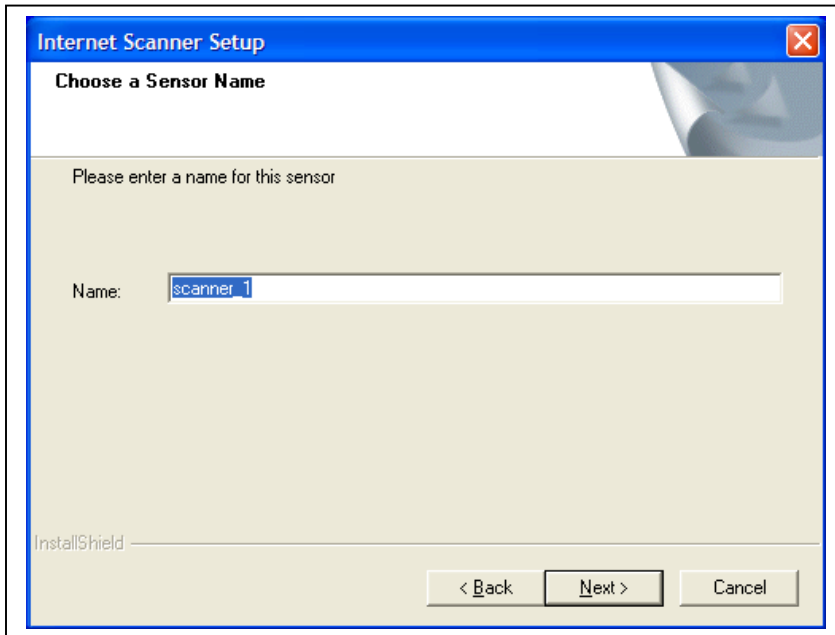 Internet Scanner Setup
Choose a Sensor Name
Please enter a name for this sensor
Name: scanner_1
InstallShield
< Back Next > Cancel